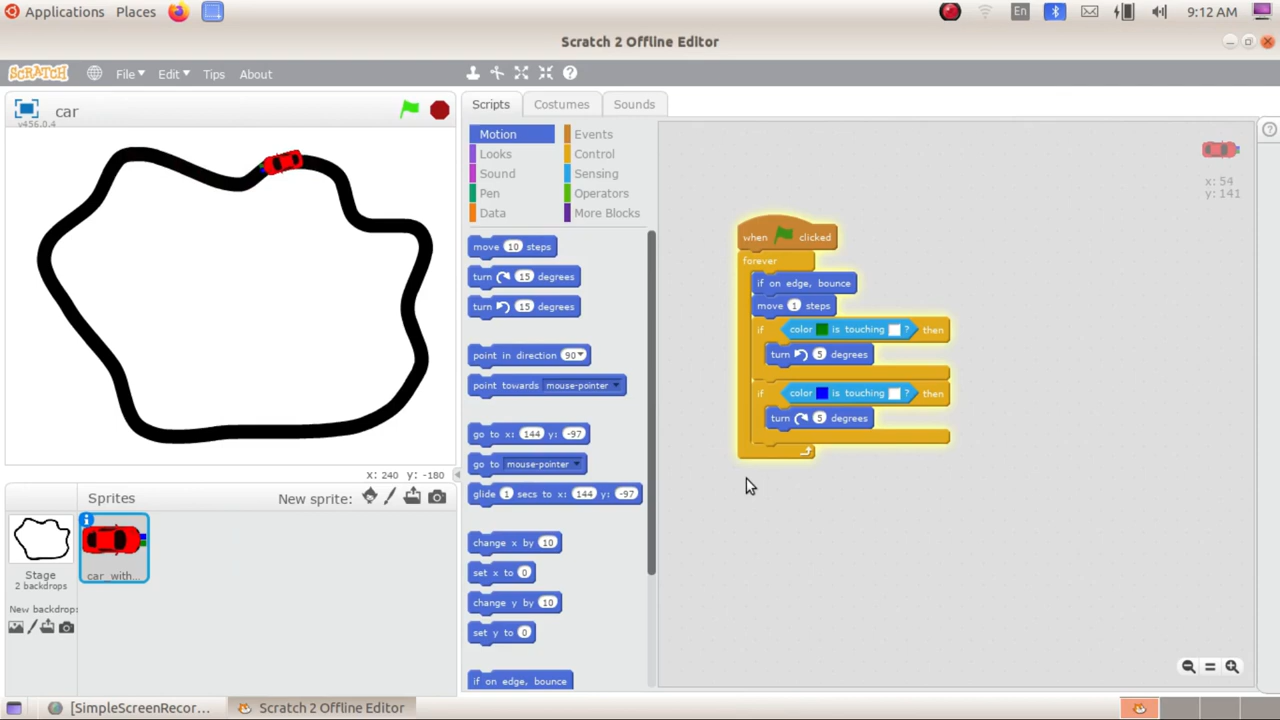 Applications Places En 9:12 AM
Scratch 2 Offline Editor
SCRATCH File Edit Tips About
car
v456.0.4
Scripts Costumes Sounds
Motion Events
Looks Control
Sound Sensing
Pen Operators
Data More Blocks
move 10 steps
turn 15 degrees
turn 15 degrees
point in direction 90
point towards mouse-pointer
go to x: 144 y: -97
go to mouse-pointer
glide 1 secs to x: 144 y: -97
change x by 10
set x to 0
change y by 10
set y to 0
if on edge, bounce
x: 54
y: 141
when clicked
forever
if on edge, bounce
move 1 steps
if color is touching ? then
turn 5 degrees
if color is touching ? then
turn 5 degrees
x: 240 y: -180
Sprites New sprite:
Stage
2 backdrops
New backdrop:
car_with...
[SimpleScreenRecor... Scratch 2 Offline Editor